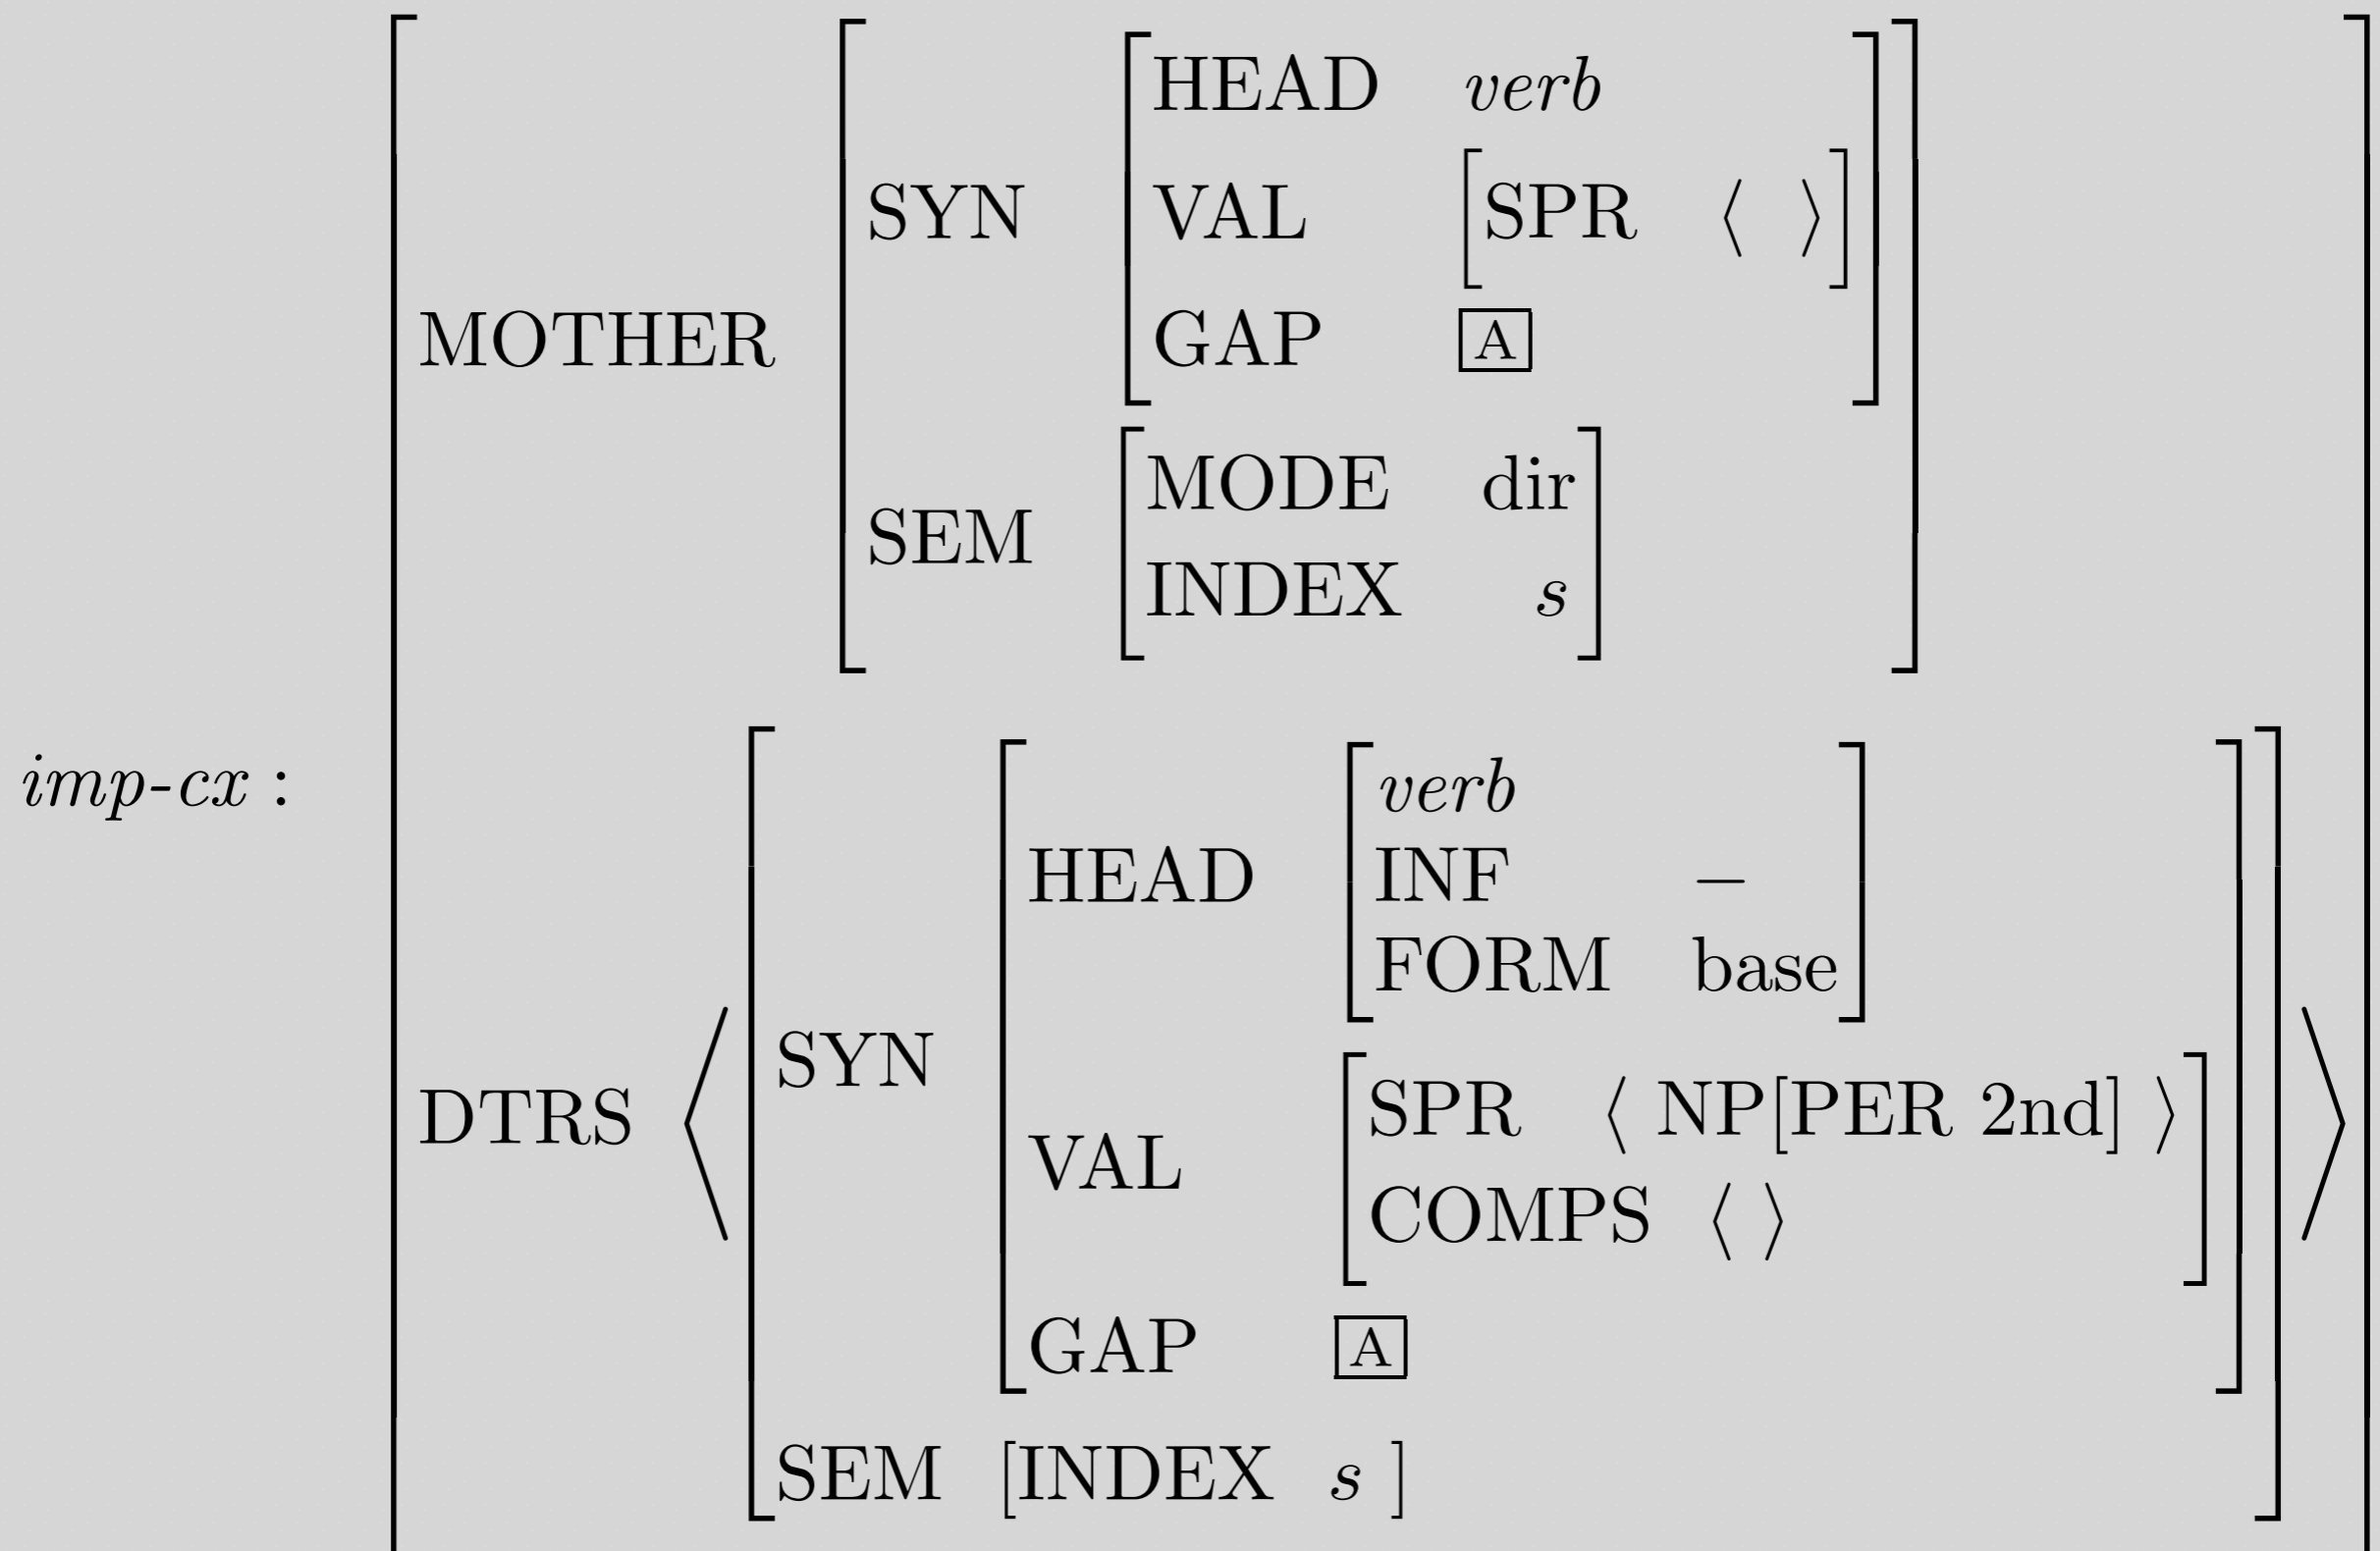 HEAD verb
SYN VAL [SPR ⟨ ⟩]
MOTHER GAP A
MODE dir
SEM
INDEX s
imp-cx :
verb
HEAD INF –
FORM base
SYN
DTRS SPR ⟨ NP[PER 2nd] ⟩
VAL
COMPS ⟨ ⟩
GAP A
SEM [INDEX s ]